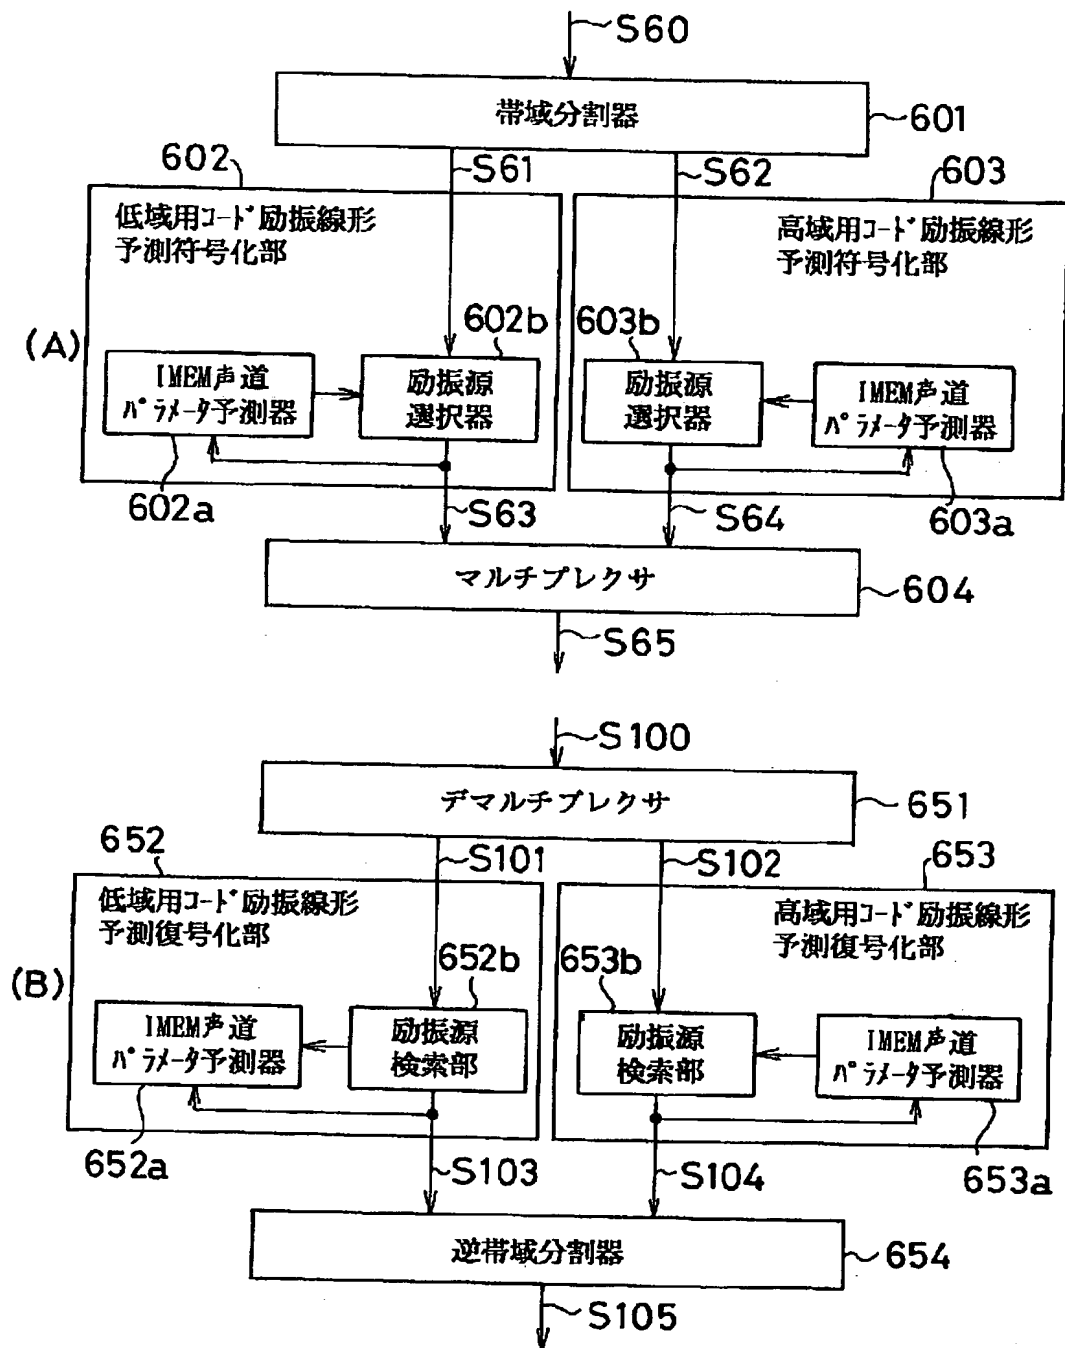 S60
帯域分割器
601
602
S61
S62
603
低域用コード励振線形
予測符号化部
高域用コード励振線形
予測符号化部
(A)
602b
603b
IMEM声道
パラメータ予測器
励振源
選択器
励振源
選択器
IMEM声道
パラメータ予測器
602a
S63
S64
603a
マルチプレクサ
604
S65
S100
デマルチプレクサ
651
652
S101
S102
653
低域用コード励振線形
予測復号化部
高域用コード励振線形
予測復号化部
(B)
652b
653b
IMEM声道
パラメータ予測器
励振源
検索部
励振源
検索部
IMEM声道
パラメータ予測器
652a
S103
S104
653a
逆帯域分割器
654
S105